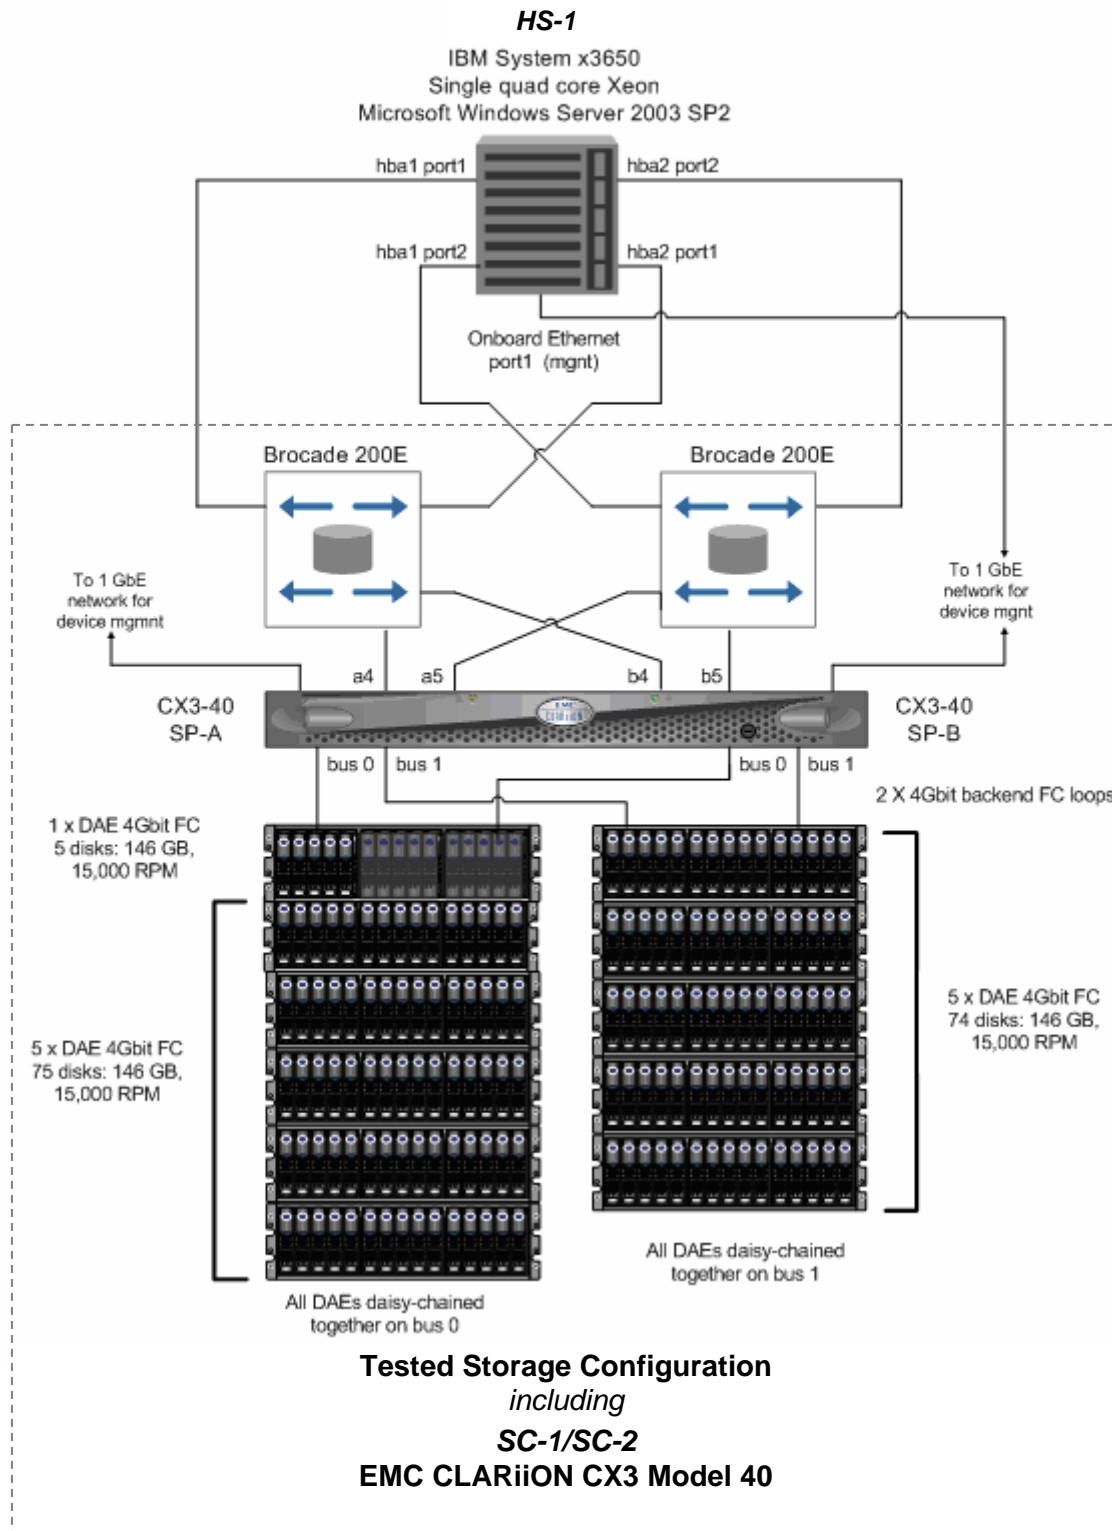 HS-1
IBM System x3650
Single quad core Xeon
Microsoft Windows Server 2003 SP2
hba1 port1
hba2 port2
hba1 port2
hba2 port1
Onboard Ethernet
port1 (mgnt)
Brocade 200E
Brocade 200E
To 1 GbE
network for
device mgmnt
To 1 GbE
network for
device mgnt
a4
a5
b4
b5
CX3-40
SP-A
EMC
CLARiiON
CX3-40
SP-B
bus 0
bus 1
bus 0
bus 1
2 X 4Gbit backend FC loops
1 x DAE 4Gbit FC
5 disks: 146 GB,
15,000 RPM
5 x DAE 4Gbit FC
75 disks: 146 GB,
15,000 RPM
5 x DAE 4Gbit FC
74 disks: 146 GB,
15,000 RPM
All DAEs daisy-chained
together on bus 1
All DAEs daisy-chained
together on bus 0
Tested Storage Configuration
including
SC-1/SC-2
EMC CLARiiON CX3 Model 40